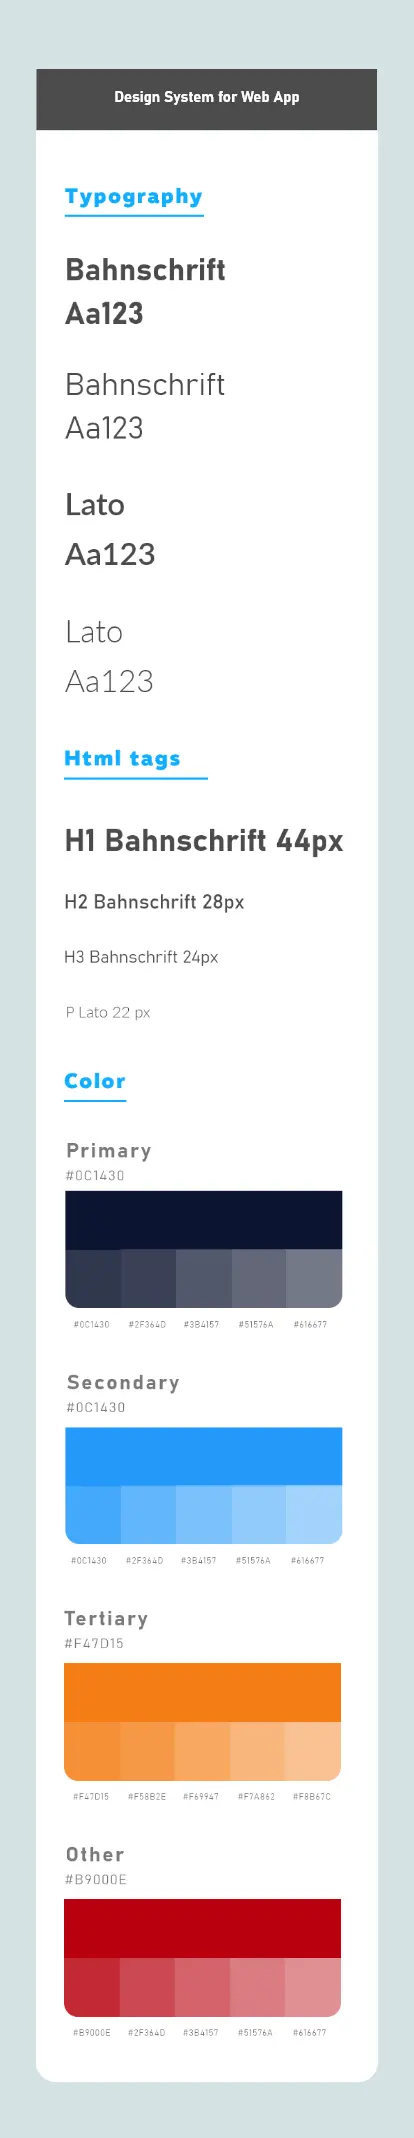 Design System for Web App
Typography
Bahnschrift
Aa123
Bahnschrift
Aa123
Lato
Aa123
Lato
Aa123
Html tags
H1 Bahnschrift 44px
H2 Bahnschrift 28px
H3 Bahnschrift 24px
P Lato 22 px
Color
Primary
#0C1430
#0C1430 #2F364D #3B4157 #51576A #616677
Secondary
#0C1430
#0C1430 #2F364D #3B4157 #51576A #616677
Tertiary
#F47D15
#F47D15 #F58B2E #F69947 #F7A862 #F8B67C
Other
#B9000E
#B9000E #2F364D #3B4157 #51576A #616677